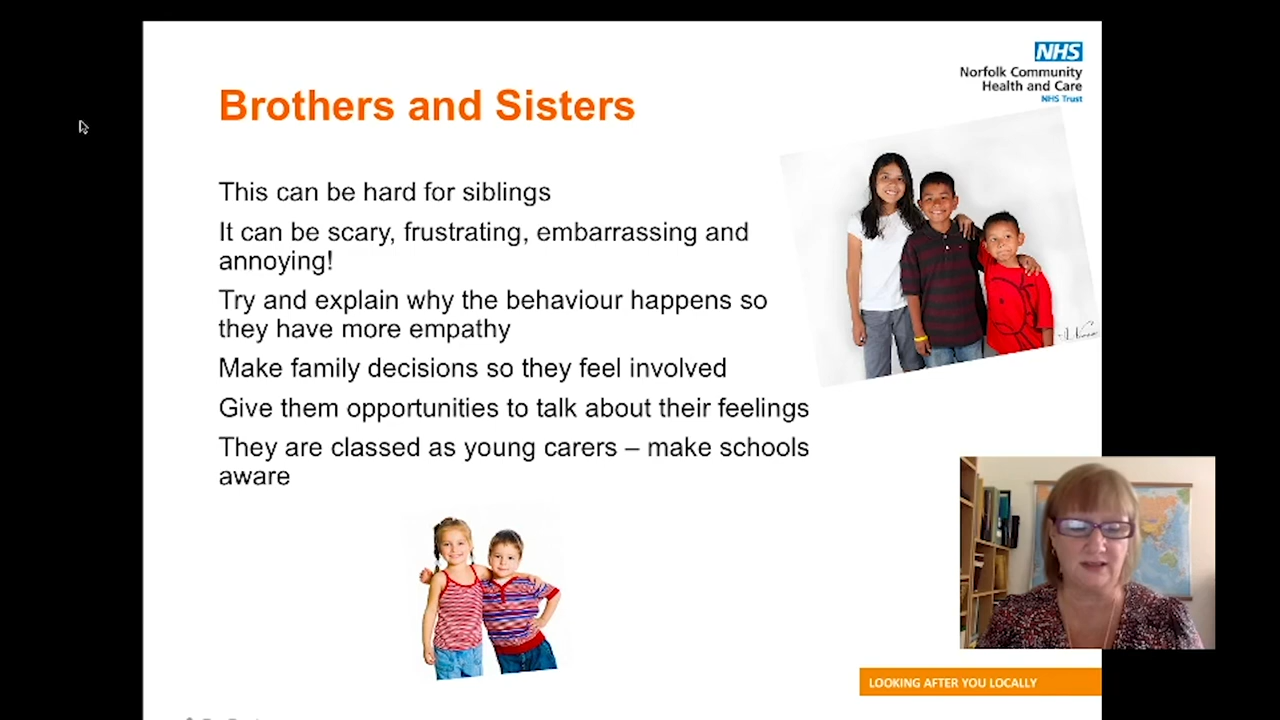 NHS
Norfolk Community
Health and Care
NHS Trust
Brothers and Sisters
This can be hard for siblings
It can be scary, frustrating, embarrassing and
annoying!
Try and explain why the behaviour happens so
they have more empathy
Make family decisions so they feel involved
Give them opportunities to talk about their feelings
They are classed as young carers – make schools
aware
LOOKING AFTER YOU LOCALLY